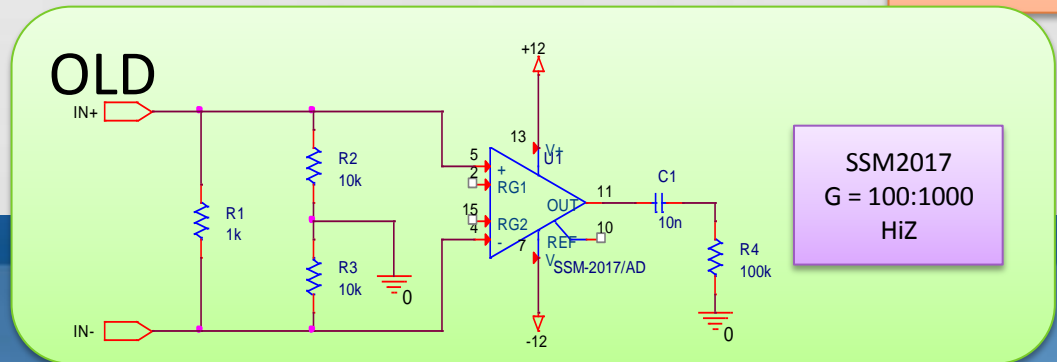 OLD
+12
IN+
13
V+
U1
5
+
2
RG1
R2
10k
C1
11
OUT
10n
SSM2017
G = 100:1000
HiZ
R1
1k
15
RG2
4
-
10
REF
7
V-
SSM-2017/AD
R3
10k
R4
100k
0
0
IN-
-12